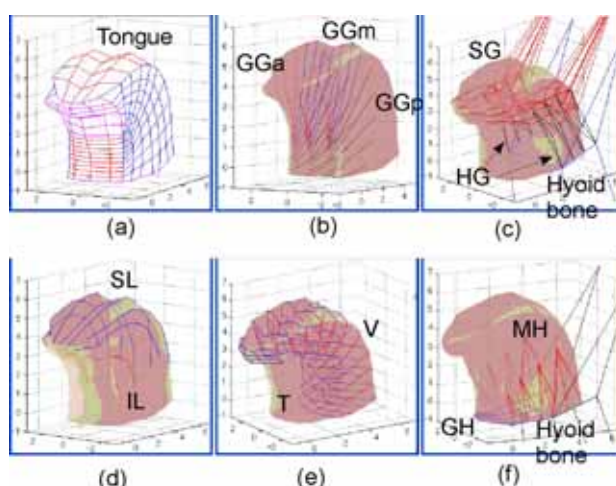 Tongue
(a)
GGm
GGa
GGp
(b)
SG
HG
Hyoid
bone
(c)
SL
IL
(d)
V
T
(e)
MH
GH
Hyoid
bone
(f)